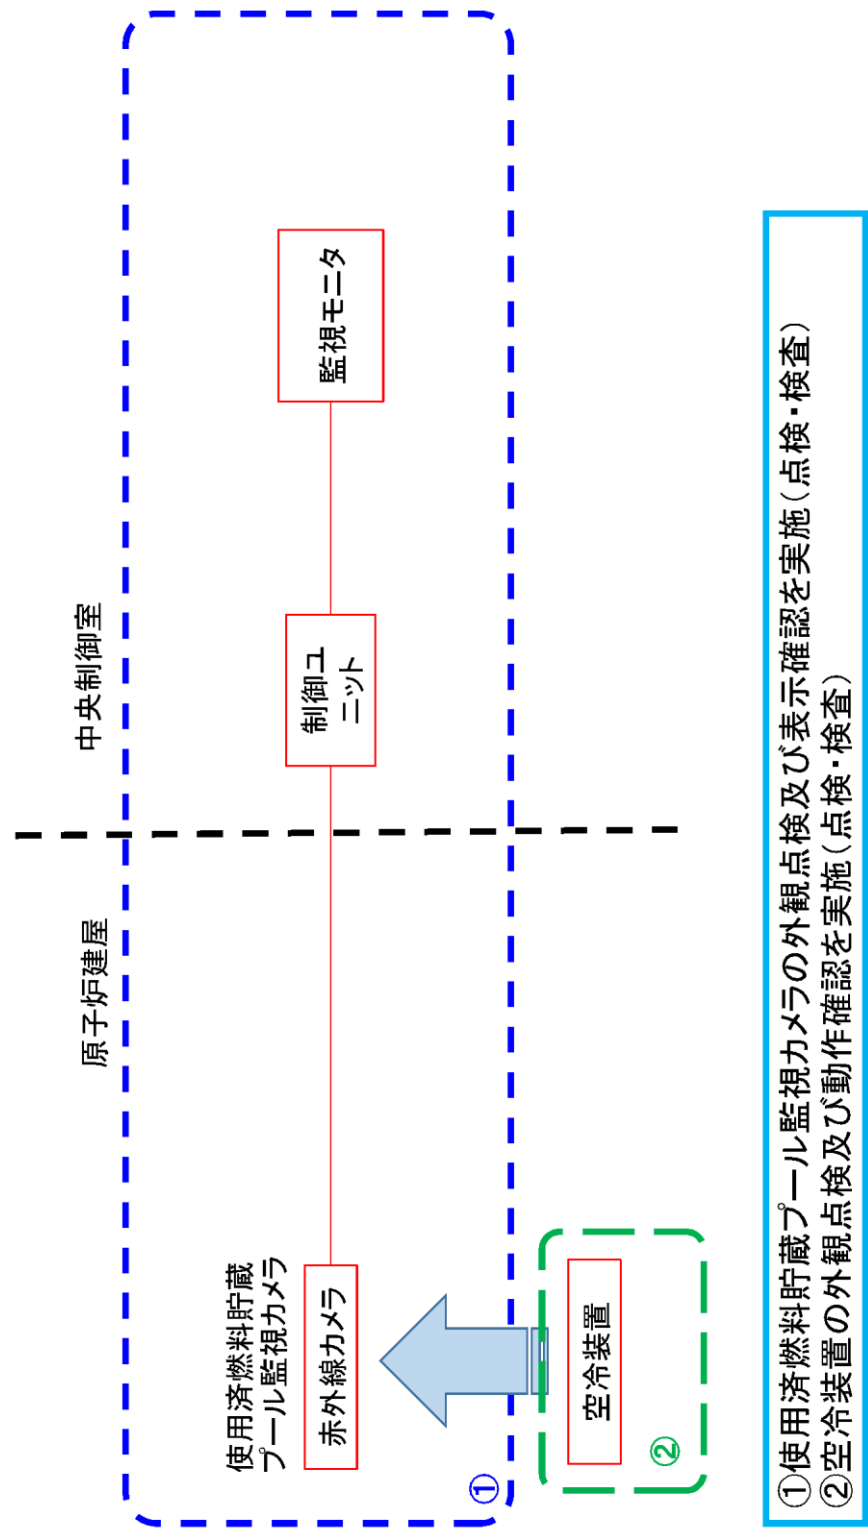 原子炉建屋
中央制御室
使用済燃料貯蔵
プール監視カメラ
赤外線カメラ
制御ユ
ニット
監視モニタ
①
空冷装置
②
①使用済燃料貯蔵プール監視カメラの外観点検及び表示確認を実施(点検・検査)
②空冷装置の外観点検及び動作確認を実施(点検・検査)